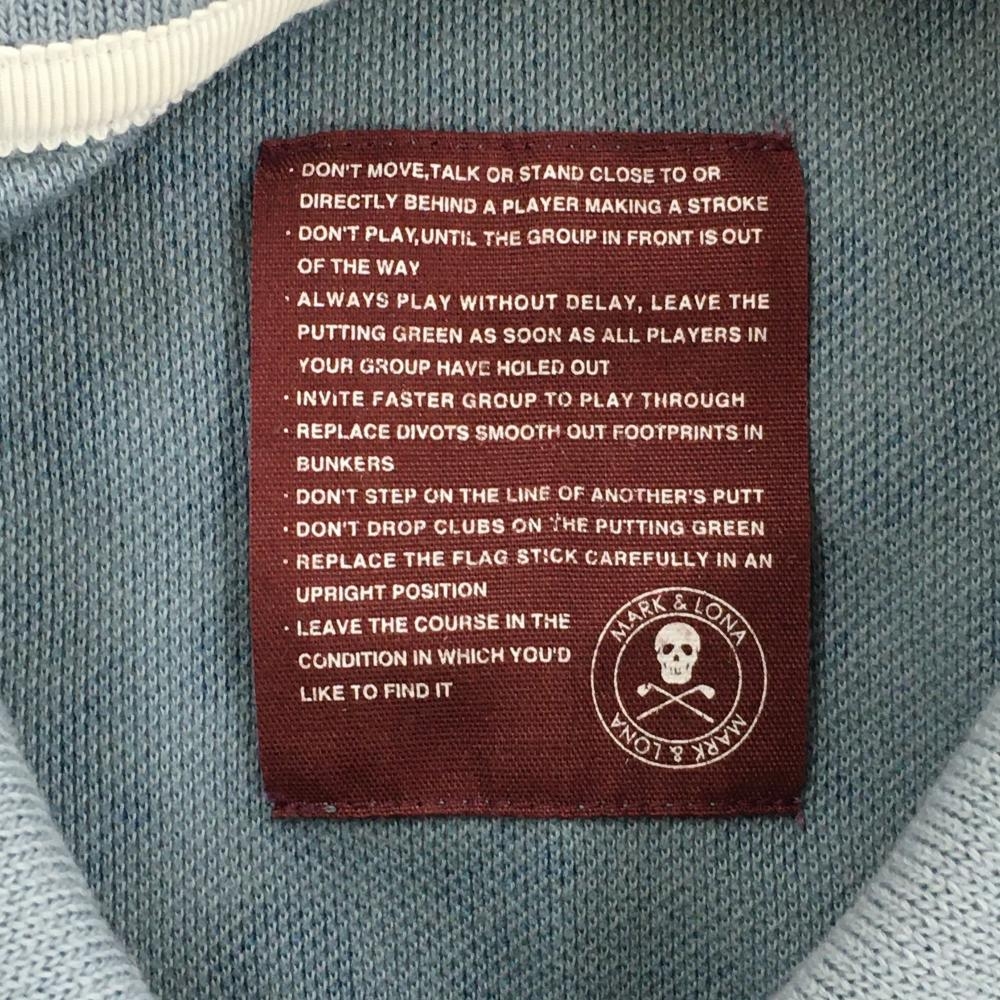 · DON'T MOVE,TALK OR STAND CLOSE TO OR
DIRECTLY BEHIND A PLAYER MAKING A STROKE
· DON'T PLAY,UNTIL THE GROUP IN FRONT IS OUT
OF THE WAY
· ALWAYS PLAY WITHOUT DELAY, LEAVE THE
PUTTING GREEN AS SOON AS ALL PLAYERS IN
YOUR GROUP HAVE HOLED OUT
· INVITE FASTER GROUP TO PLAY THROUGH
· REPLACE DIVOTS SMOOTH OUT FOOTPRINTS IN
BUNKERS
· DON'T STEP ON THE LINE OF ANOTHER'S PUTT
· DON'T DROP CLUBS ON THE PUTTING GREEN
· REPLACE THE FLAG STICK CAREFULLY IN AN
UPRIGHT POSITION
· LEAVE THE COURSE IN THE
CONDITION IN WHICH YOU'D
LIKE TO FIND IT
MARK & LONA
MARK & LONA